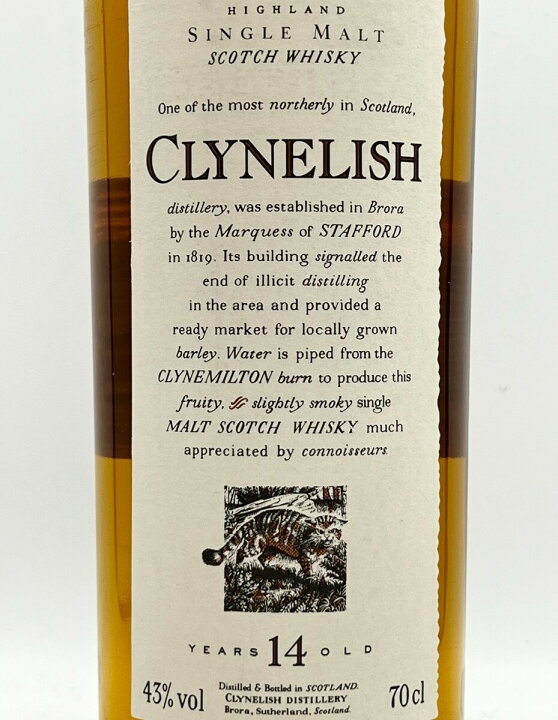 HIGHLAND
SINGLE MALT
SCOTCH WHISKY
One of the most northerly in Scotland,
CLYNELISH
distillery, was established in Brora
by the Marquess of STAFFORD
in 1819. Its building signalled the
end of illicit distilling
in the area and provided a
ready market for locally grown
barley. Water is piped from the
CLYNEMILTON burn to produce this
fruity, slightly smoky single
MALT SCOTCH WHISKY much
appreciated by connoisseurs.
YEARS 14 OLD
43% vol
Distilled & Bottled in SCOTLAND.
CLYNELISH DISTILLERY
Brora, Sutherland, Scotland.
70 cl